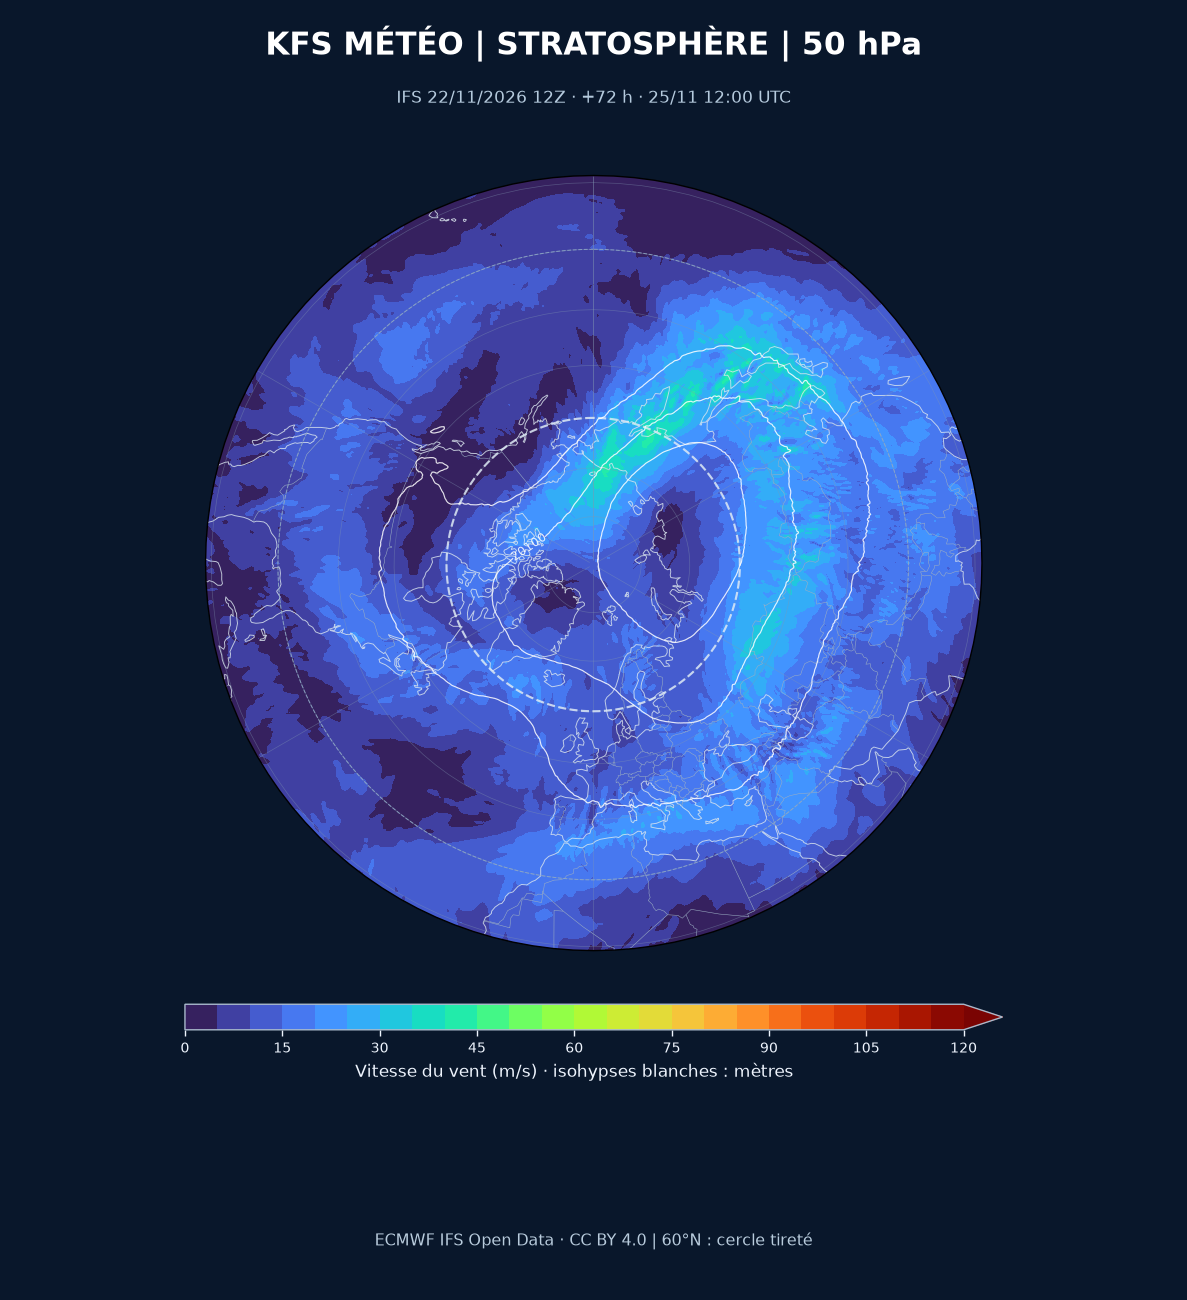 KFS MÉTÉO | STRATOSPHÈRE | 50 hPa
IFS 22/11/2026 12Z · +72 h · 25/11 12:00 UTC
0 15 30 45 60 75 90 105 120
Vitesse du vent (m/s) · isohypses blanches : mètres
ECMWF IFS Open Data · CC BY 4.0 | 60°N : cercle tireté